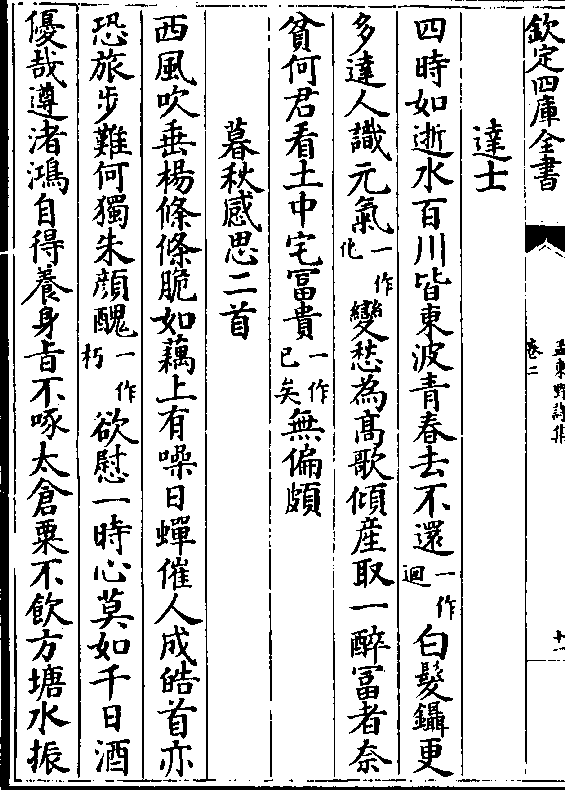 欽定四庫全書
孟東野詩集
卷二
十一
達士
四時如逝水百川皆東波青春去不還一作迴白髮鑷更
多達人識元氣一作化變愁為高歌傾産取一醉冨者奈
貧何君看土中宅冨貴一作已矣無偏頗
暮秋感思二首
西風吹垂楊條條脆如藕上有噪日蟬催人成皓首亦
恐旅步難何獨朱顔醜一作朽欲慰一時心莫如千日酒
優哉遵渚鴻自得養身㫖不啄太倉粟不飲方塘水振